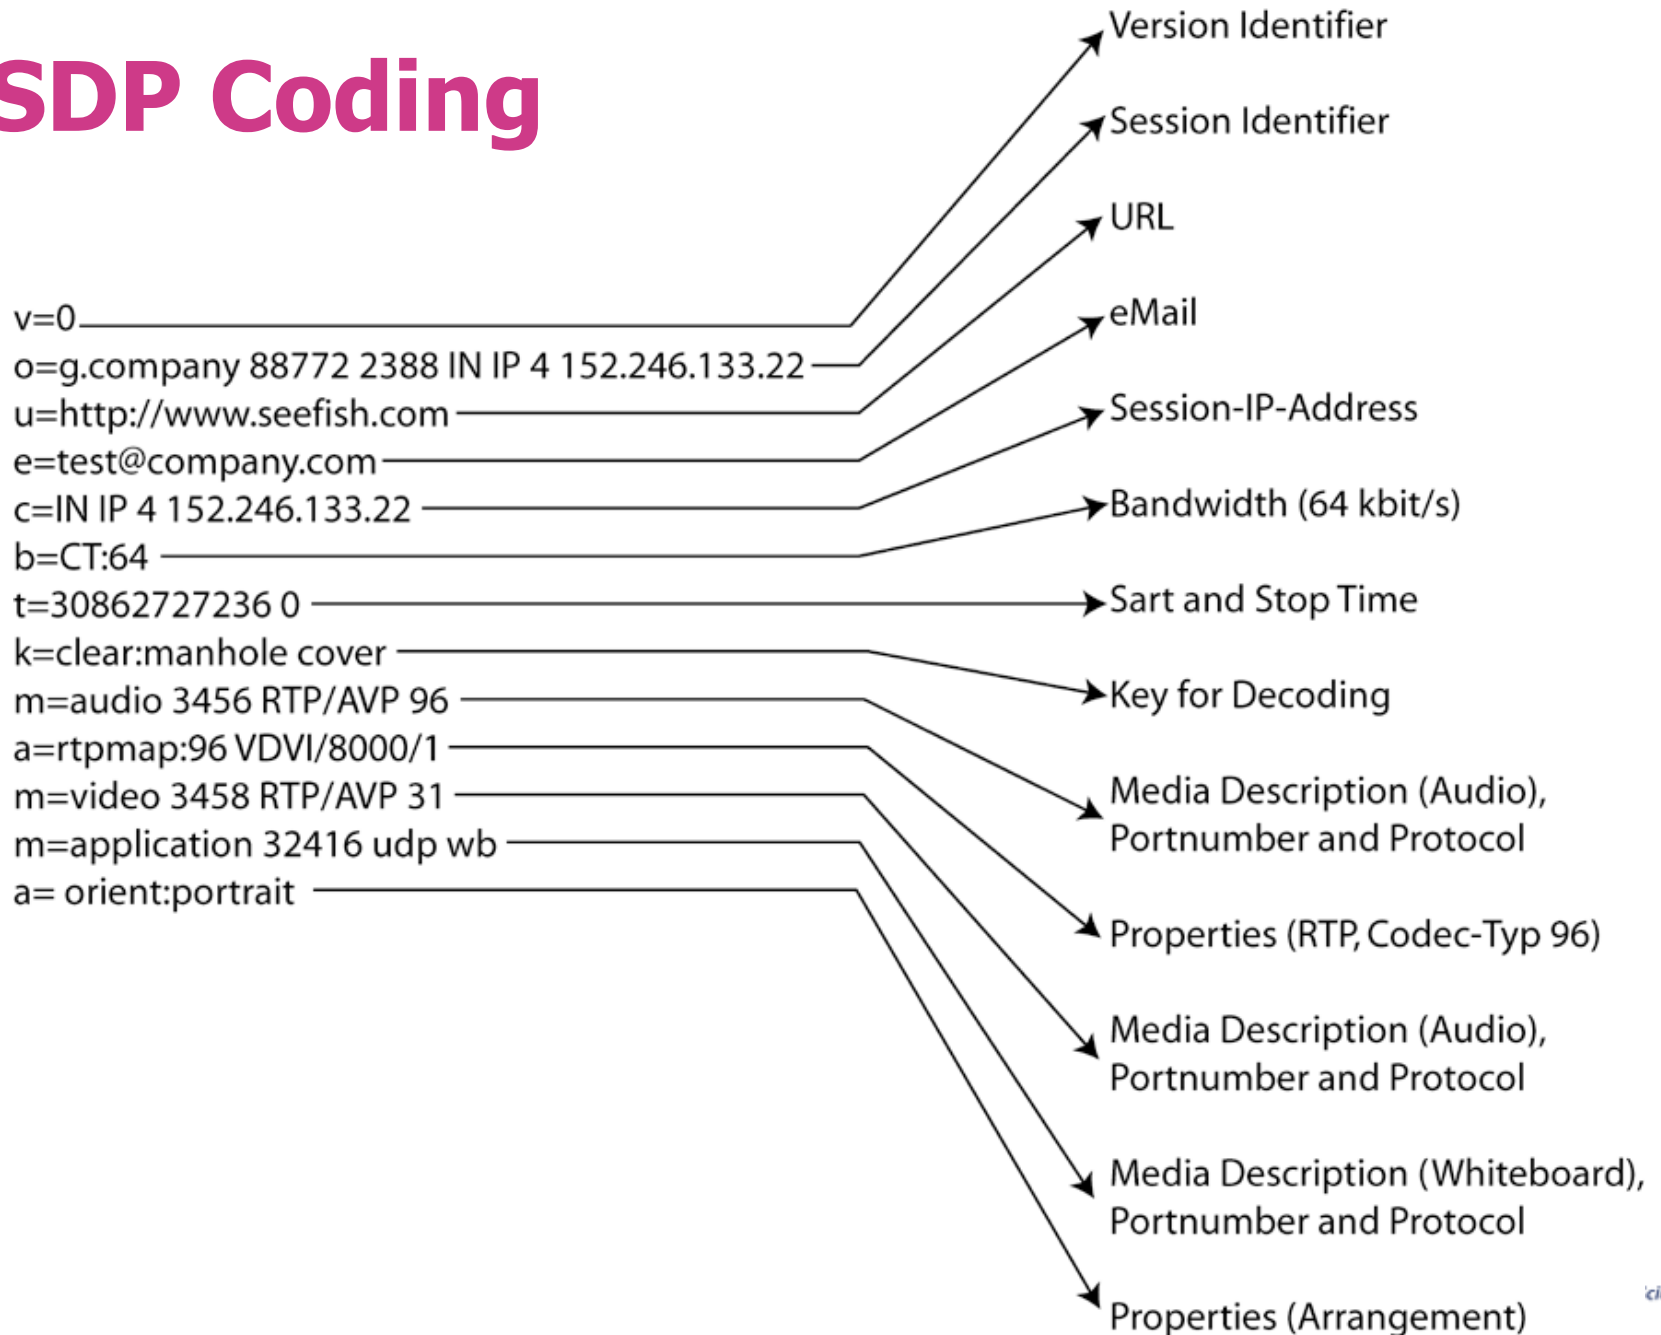 SDP Coding
v=0
o=g.company 88772 2388 IN IP 4 152.246.133.22
u=http://www.seefish.com
e=test@company.com
c=IN IP 4 152.246.133.22
b=CT:64
t=30862727236 0
k=clear:manhole cover
m=audio 3456 RTP/AVP 96
a=rtpmap:96 VDVI/8000/1
m=video 3458 RTP/AVP 31
m=application 32416 udp wb
a= orient:portrait
Version Identifier
Session Identifier
URL
eMail
Session-IP-Address
Bandwidth (64 kbit/s)
Sart and Stop Time
Key for Decoding
Media Description (Audio),
Portnumber and Protocol
Properties (RTP, Codec-Typ 96)
Media Description (Audio),
Portnumber and Protocol
Media Description (Whiteboard),
Portnumber and Protocol
Properties (Arrangement)